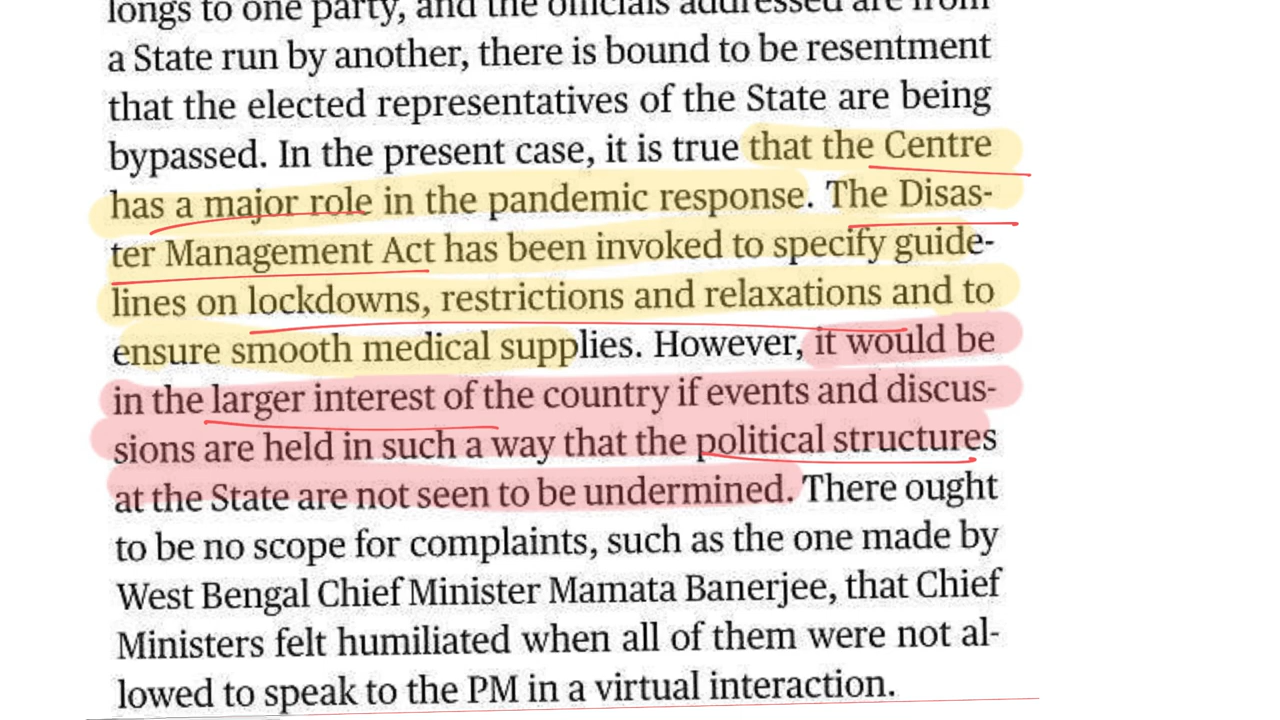 longs to one party, and the officials addressed are from
a State run by another, there is bound to be resentment
that the elected representatives of the State are being
bypassed. In the present case, it is true that the Centre
has a major role in the pandemic response. The Disas-
ter Management Act has been invoked to specify guide-
lines on lockdowns, restrictions and relaxations and to
ensure smooth medical supplies. However, it would be
in the larger interest of the country if events and discus-
sions are held in such a way that the political structures
at the State are not seen to be undermined. There ought
to be no scope for complaints, such as the one made by
West Bengal Chief Minister Mamata Banerjee, that Chief
Ministers felt humiliated when all of them were not al-
lowed to speak to the PM in a virtual interaction.